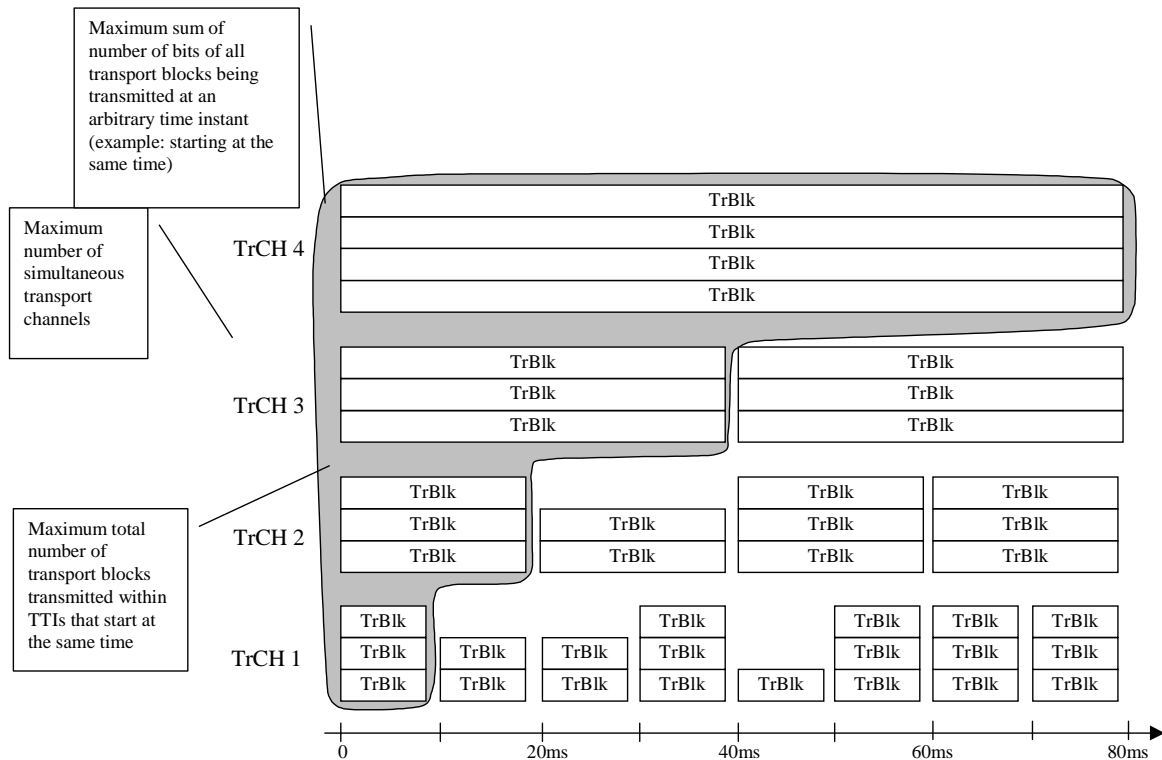 Maximum sum of
number of bits of all
transport blocks being
transmitted at an
arbitrary time instant
(example: starting at the
same time)
Maximum
number of
simultaneous
transport
channels
Maximum total
number of
transport blocks
transmitted within
TTIs that start at
the same time
TrCH 4
TrBlk
TrBlk
TrBlk
TrBlk
TrCH 3
TrBlk TrBlk
TrBlk TrBlk
TrBlk TrBlk
TrCH 2
TrBlk TrBlk TrBlk
TrBlk TrBlk TrBlk TrBlk
TrBlk TrBlk TrBlk TrBlk
TrCH 1
TrBlk TrBlk TrBlk TrBlk TrBlk
TrBlk TrBlk TrBlk TrBlk TrBlk TrBlk TrBlk
TrBlk TrBlk TrBlk TrBlk TrBlk TrBlk TrBlk TrBlk
0 20ms 40ms 60ms 80ms